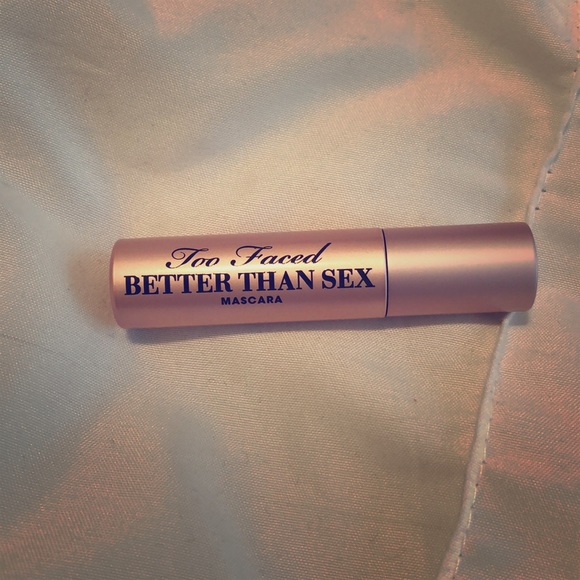 Too Faced
BETTER THAN SEX
MASCARA